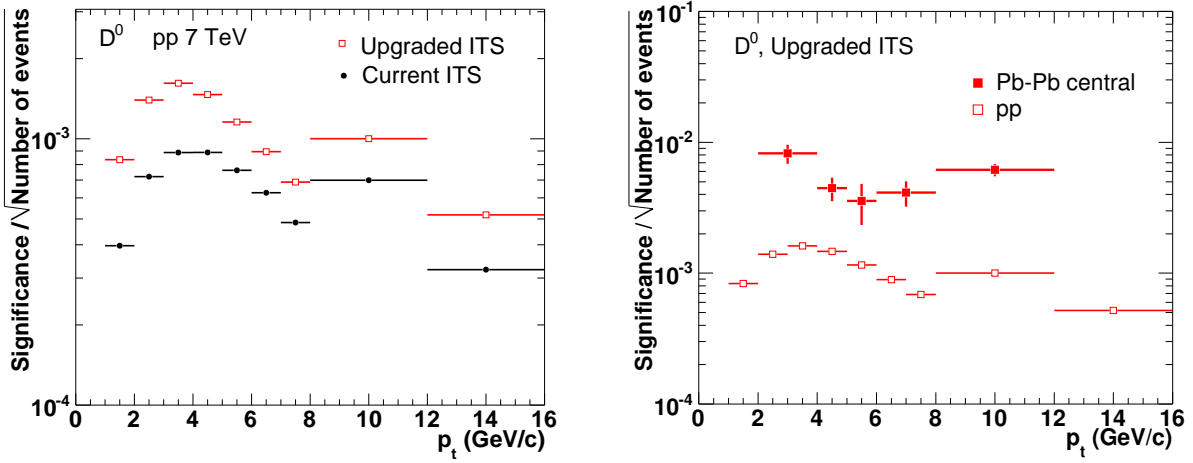 D⁰ pp 7 TeV
Upgraded ITS
Current ITS
Significance /√Number of events
10⁻³
10⁻⁴
0 2 4 6 8 10 12 14 16
pₜ (GeV/c)
D⁰, Upgraded ITS
Pb-Pb central
pp
Significance /√Number of events
10⁻¹
10⁻²
10⁻³
10⁻⁴
0 2 4 6 8 10 12 14 16
pₜ (GeV/c)